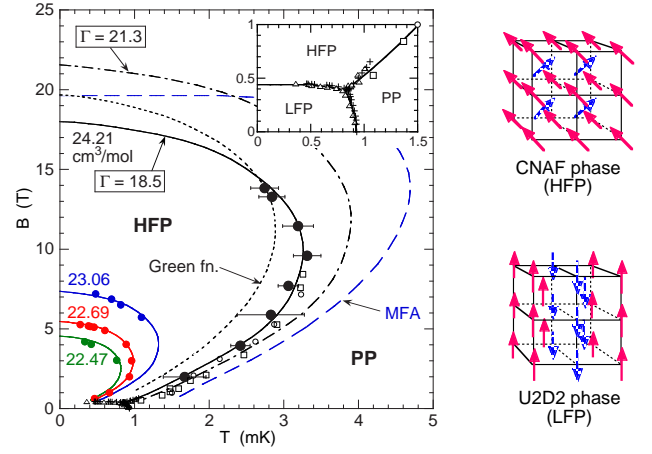 Γ = 21.3
24.21
cm³/mol
Γ = 18.5
HFP
Green fn.
MFA
PP
23.06
22.69
22.47
B (T)
25
20
15
10
5
0
0
1
2
3
4
5
T (mK)
HFP
LFP
PP
1
0.5
0
0
0.5
1
1.5
CNAF phase
(HFP)
U2D2 phase
(LFP)